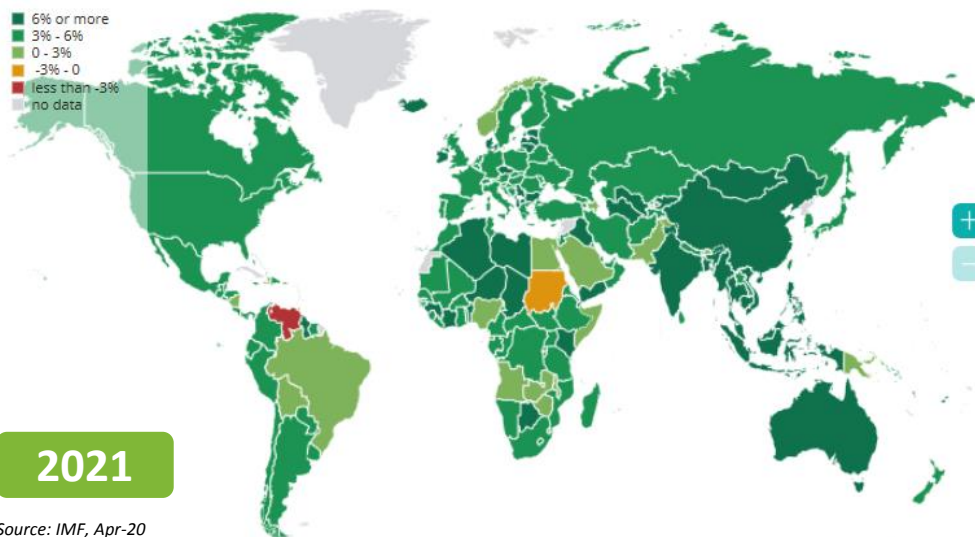 6% or more
3% - 6%
0 - 3%
-3% - 0
less than -3%
no data
+
−
2021
Source: IMF, Apr-20